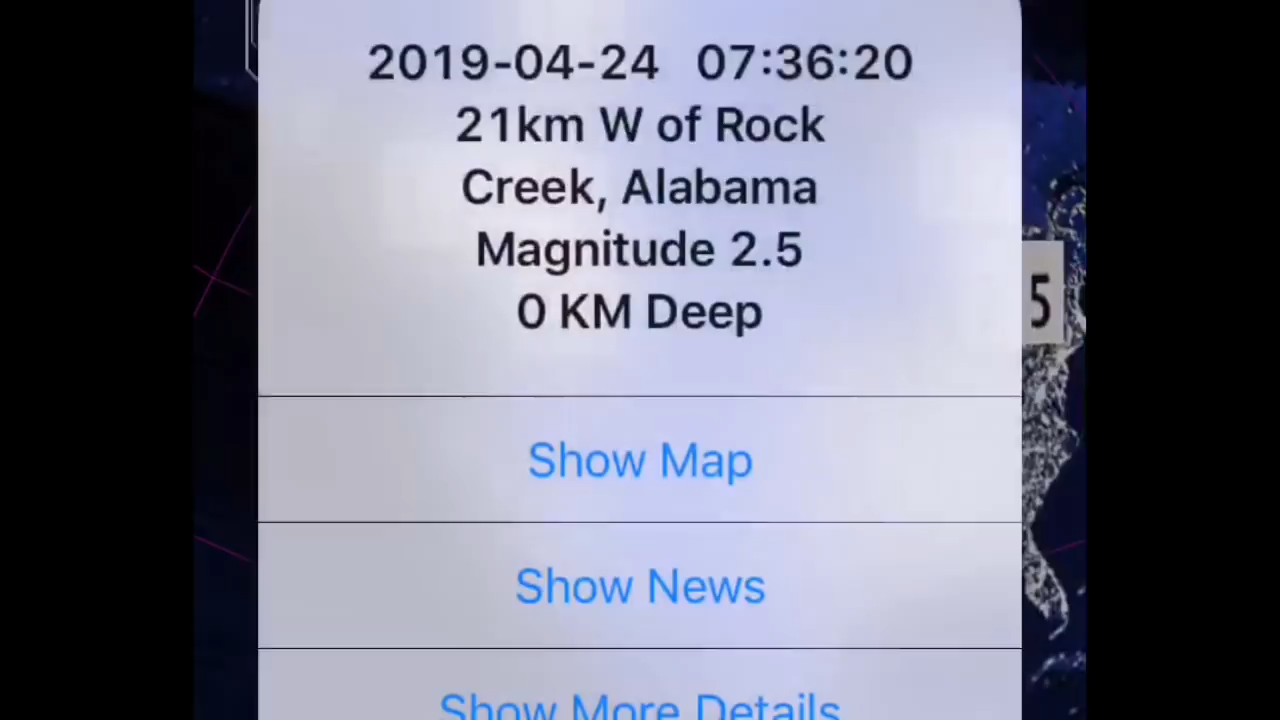 2019-04-24 07:36:20
21km W of Rock
Creek, Alabama
Magnitude 2.5
0 KM Deep
5
Show Map
Show News
Show More Details